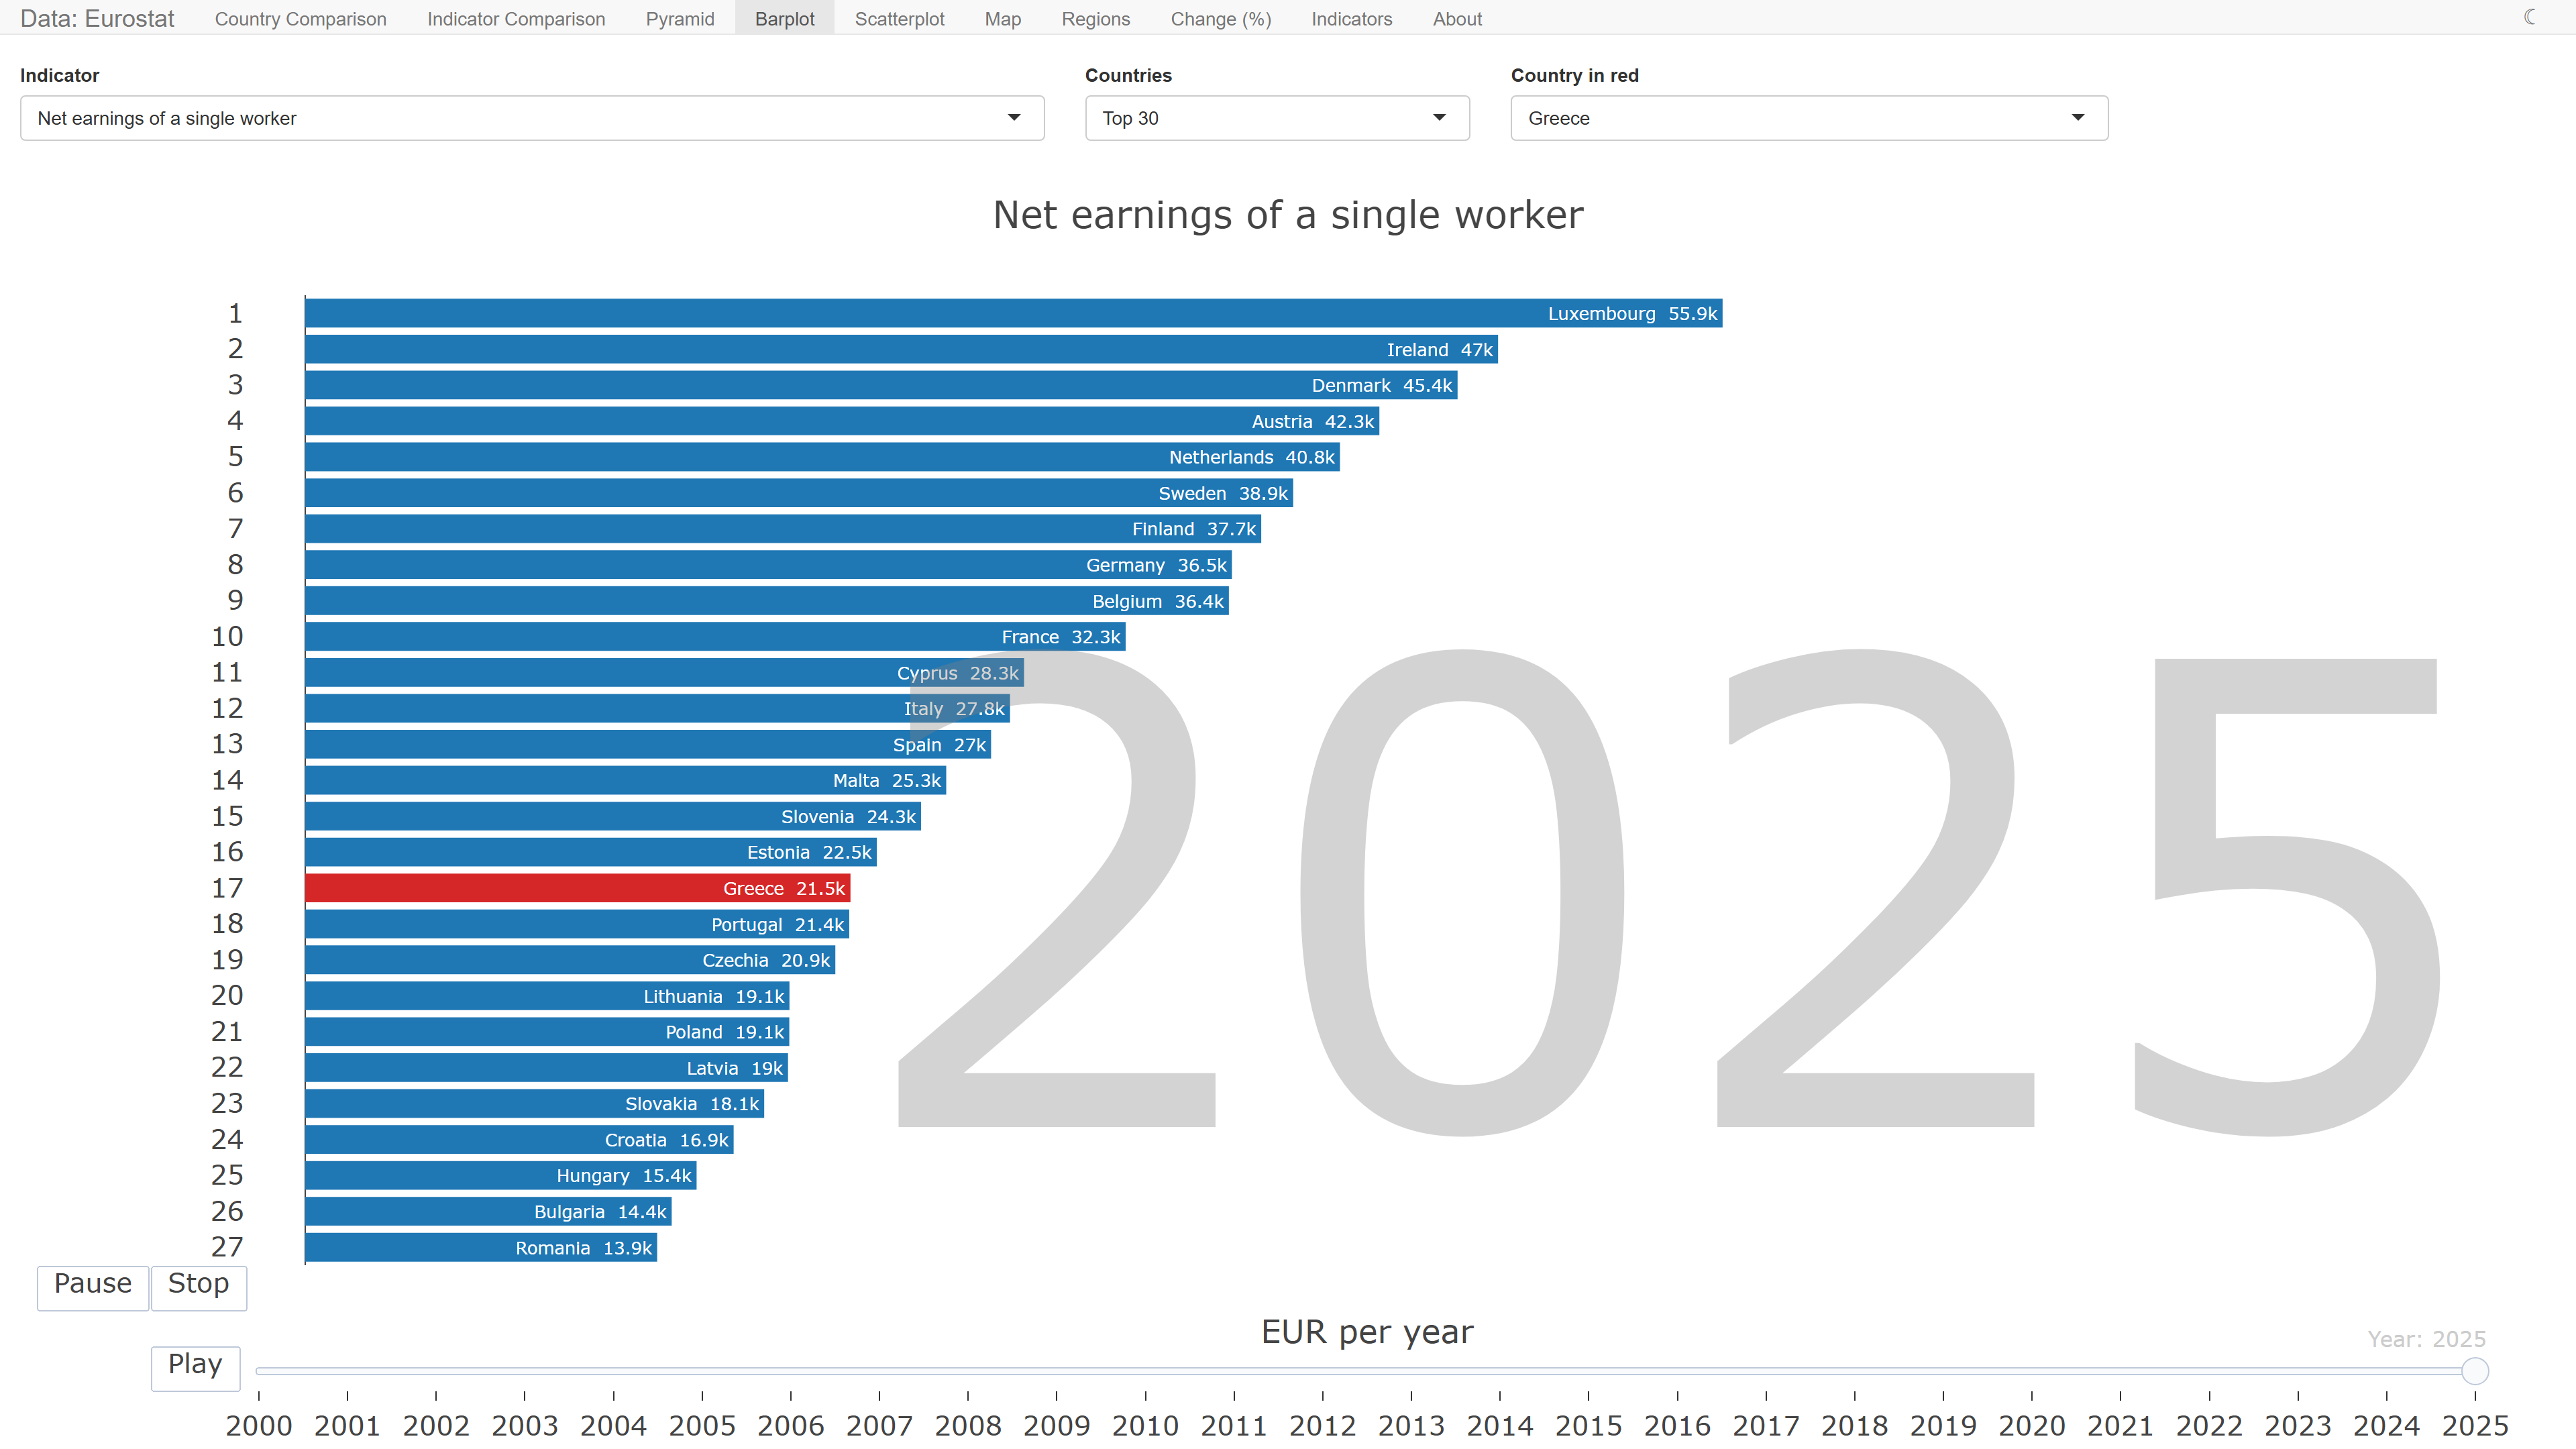 Data: Eurostat Country Comparison Indicator Comparison Pyramid Barplot Scatterplot Map Regions Change (%) Indicators About
Indicator Countries Country in red
Net earnings of a single worker Top 30 Greece
Net earnings of a single worker
1 Luxembourg 55.9k
2 Ireland 47k
3 Denmark 45.4k
4 Austria 42.3k
5 Netherlands 40.8k
6 Sweden 38.9k
7 Finland 37.7k
8 Germany 36.5k
9 Belgium 36.4k
10 France 32.3k
11 Cyprus 28.3k
12 Italy 27.8k
13 Spain 27k
14 Malta 25.3k
15 Slovenia 24.3k
16 Estonia 22.5k
17 Greece 21.5k
18 Portugal 21.4k
19 Czechia 20.9k
20 Lithuania 19.1k
21 Poland 19.1k
22 Latvia 19k
23 Slovakia 18.1k
24 Croatia 16.9k
25 Hungary 15.4k
26 Bulgaria 14.4k
27 Romania 13.9k
2025
Pause Stop
EUR per year
Year: 2025
Play
2000 2001 2002 2003 2004 2005 2006 2007 2008 2009 2010 2011 2012 2013 2014 2015 2016 2017 2018 2019 2020 2021 2022 2023 2024 2025